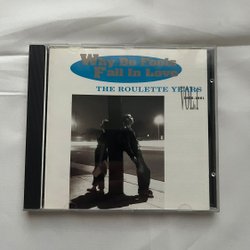 Why Do Fools
Fall In Love
THE ROULETTE YEARS
VOL.1